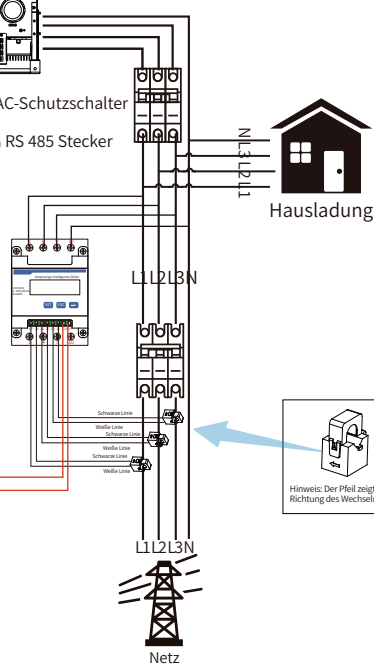 AC-Schutzschalter
RS 485 Stecker
N L3 L2 L1
Hausladung
L1L2L3N
Schwarze Linie
Weiße Linie
Schwarze Linie
Weiße Linie
Schwarze Linie
Weiße Linie
Hinweis: Der Pfeil zeigt
Richtung des Wechsel
L1L2L3N
Netz